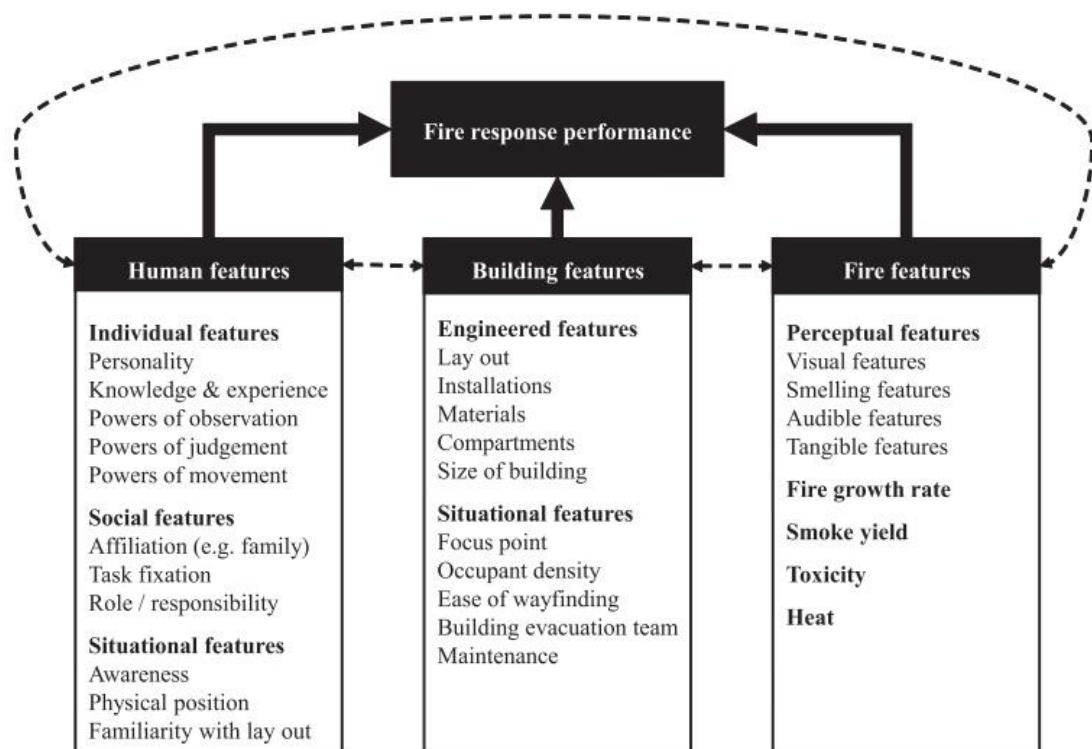 Fire response performance
Human features
Individual features
Personality
Knowledge & experience
Powers of observation
Powers of judgement
Powers of movement
Social features
Affiliation (e.g. family)
Task fixation
Role / responsibility
Situational features
Awareness
Physical position
Familiarity with lay out
Building features
Engineered features
Lay out
Installations
Materials
Compartments
Size of building
Situational features
Focus point
Occupant density
Ease of wayfinding
Building evacuation team
Maintenance
Fire features
Perceptual features
Visual features
Smelling features
Audible features
Tangible features
Fire growth rate
Smoke yield
Toxicity
Heat